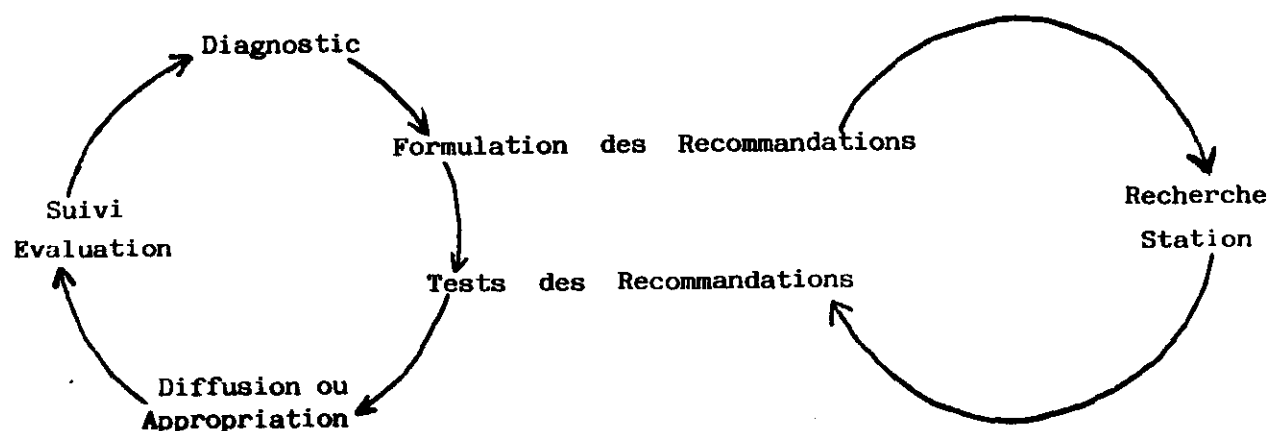 Diagnostic
Formulation des Recommandations
Recherche
Station
Suivi
Evaluation
Tests des Recommandations
Diffusion ou
Appropriation